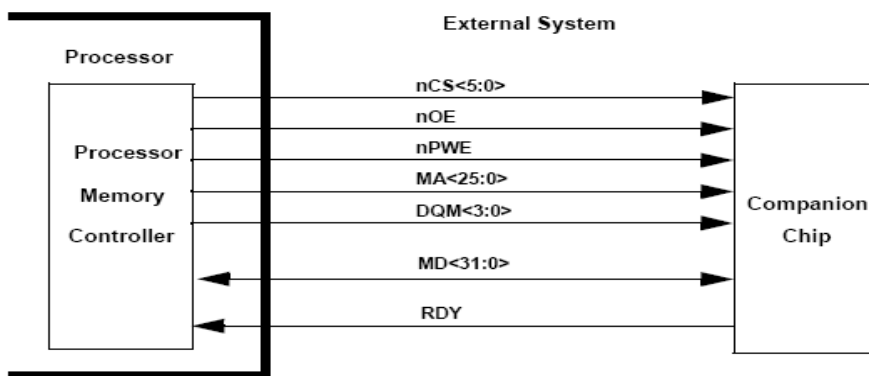 External System
Processor
nCS<5:0>
nOE
nPWE
MA<25:0>
DQM<3:0>
MD<31:0>
RDY
Processor
Memory
Controller
Companion
Chip